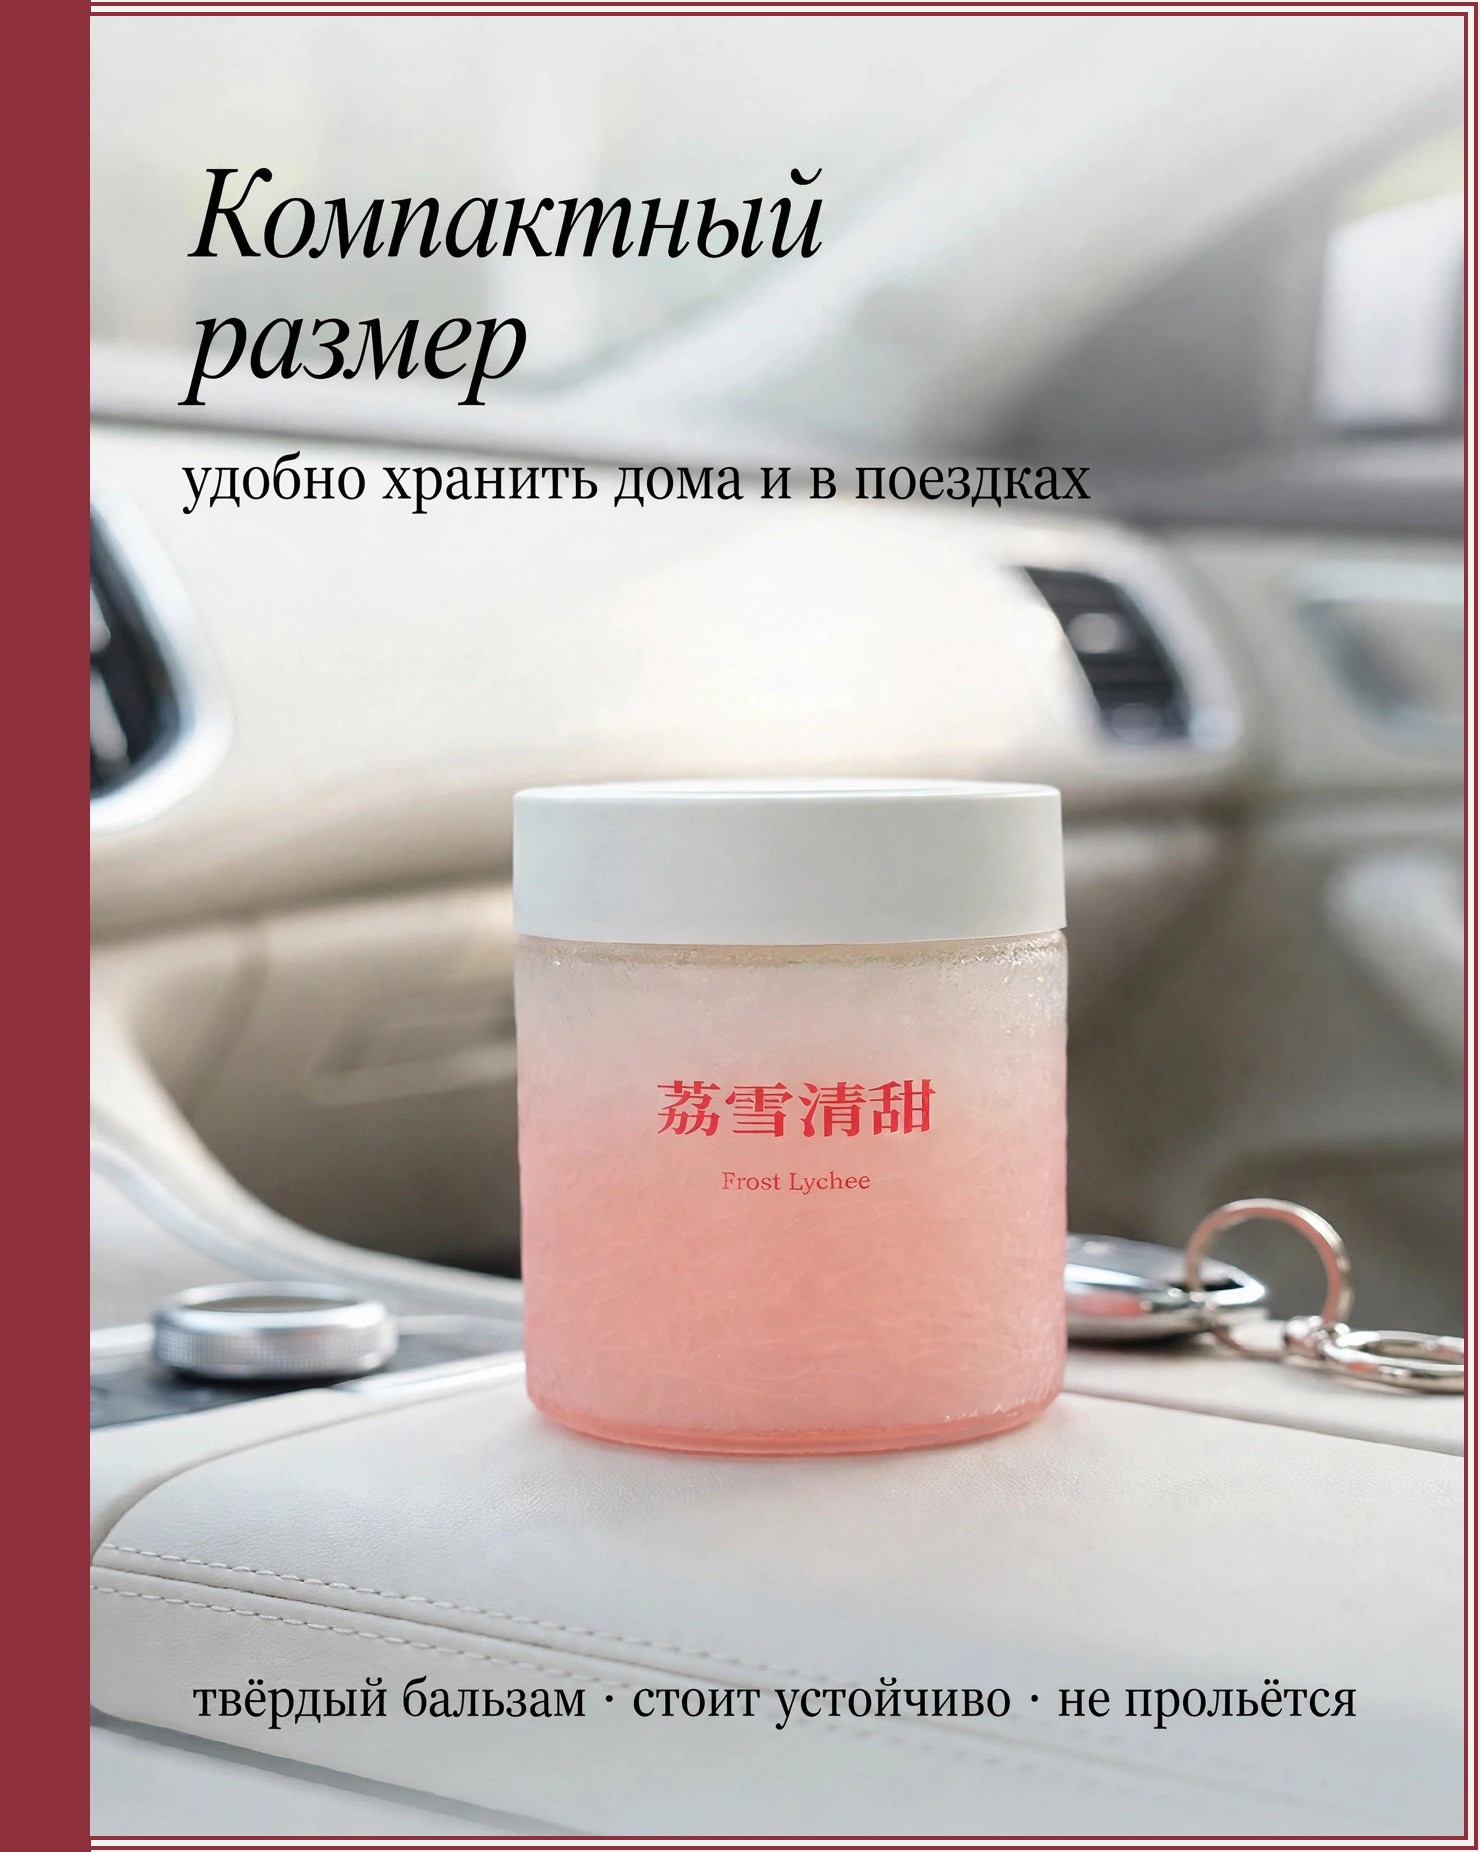 Компактный
размер
удобно хранить дома и в поездках
荔雪清甜
Frost Lychee
твёрдый бальзам · стоит устойчиво · не прольётся